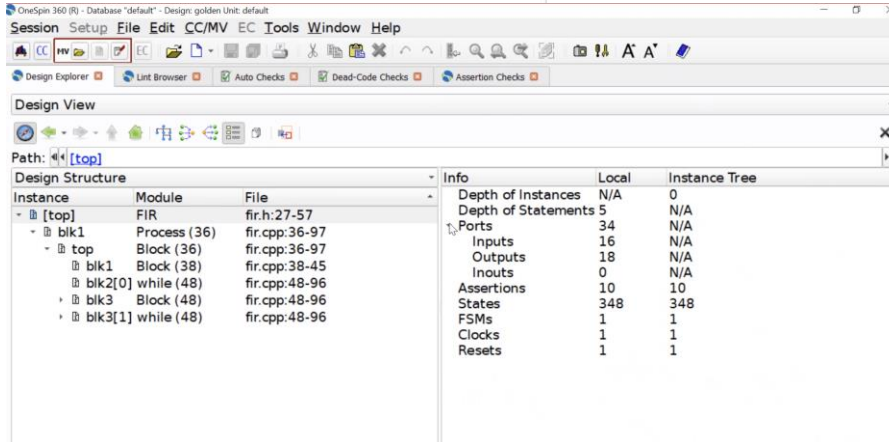 OneSpin 360 (R) - Database "default" - Design: golden Unit: default
Session Setup File Edit CC/MV EC Tools Window Help
CC MV EC
Design Explorer Lint Browser Auto Checks Dead-Code Checks Assertion Checks
Design View
Path: [top]
Design Structure
Instance Module File
[top] FIR fir.h:27-57
blk1 Process (36) fir.cpp:36-97
top Block (36) fir.cpp:36-97
blk1 Block (38) fir.cpp:38-45
blk2[0] while (48) fir.cpp:48-96
blk3 Block (48) fir.cpp:48-96
blk3[1] while (48) fir.cpp:48-96
Info Local Instance Tree
Depth of Instances N/A 0
Depth of Statements 5 N/A
Ports 34 N/A
Inputs 16 N/A
Outputs 18 N/A
Inouts 0 N/A
Assertions 10 10
States 348 348
FSMs 1 1
Clocks 1 1
Resets 1 1